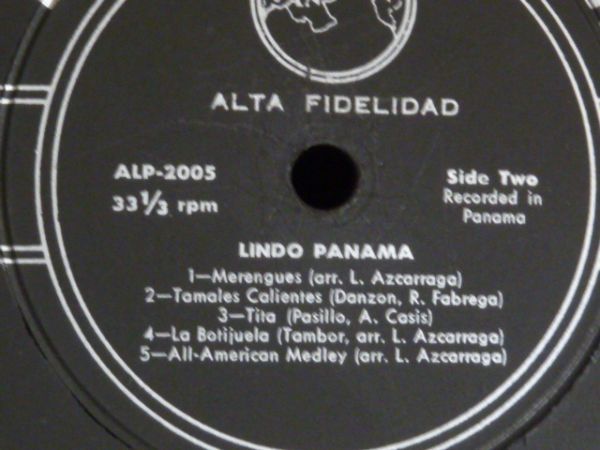 ALTA FIDELIDAD
ALP-2005
33 1/3 rpm
Side Two
Recorded in
Panama
LINDO PANAMA
1—Merengues (arr. L. Azcarraga)
2—Tamales Calientes (Danzon, R. Fabrega)
3—Tita (Pasillo, A. Casis)
4—La Botijuela (Tambor, arr. L. Azcarraga)
5—All-American Medley (arr. L. Azcarraga)